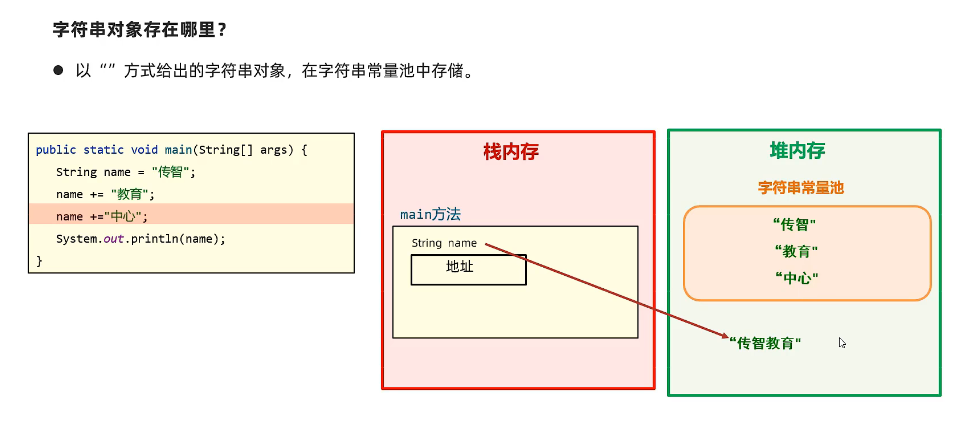 字符串对象存在哪里？
● 以“”方式给出的字符串对象，在字符串常量池中存储。
public static void main(String[] args) {
String name = "传智";
name += "教育";
name +="中心";
System.out.println(name);
}
栈内存
main方法
String name
地址
堆内存
字符串常量池
“传智"
“教育"
“中心"
“传智教育"